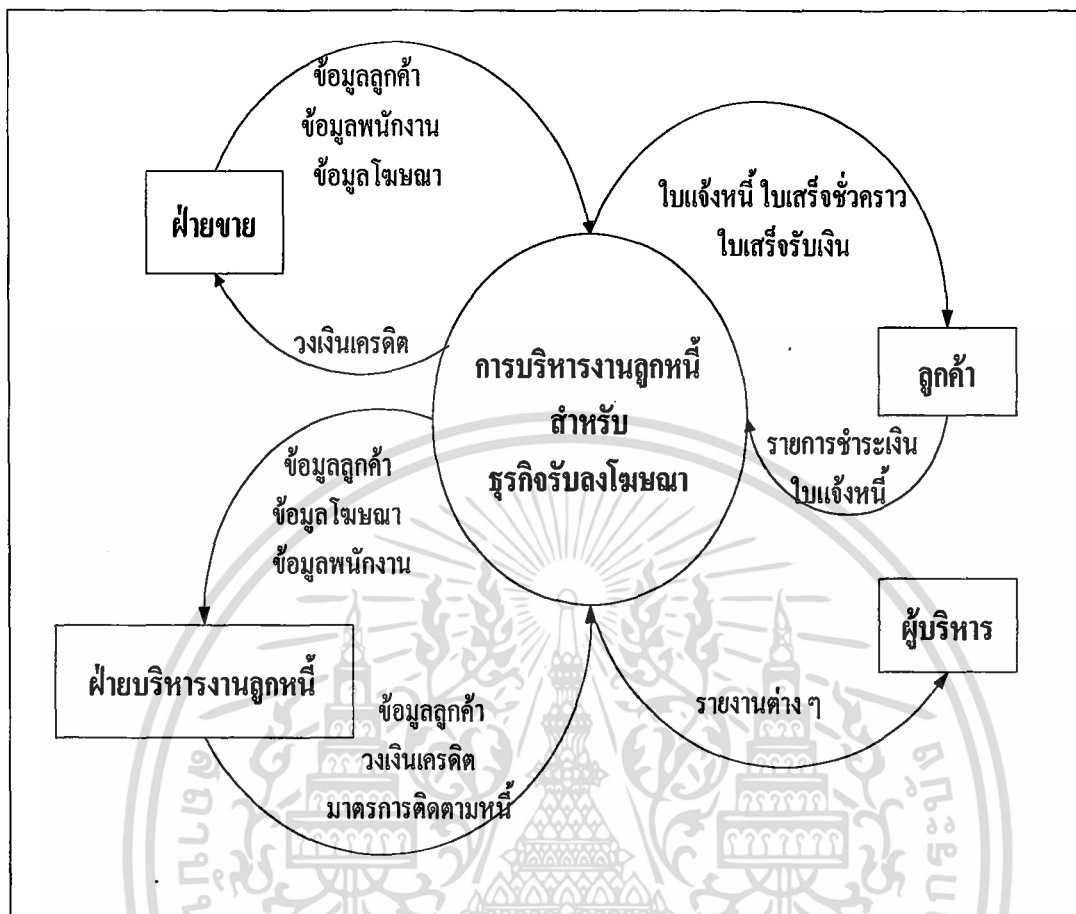 ข้อมูลลูกค้า
ข้อมูลพนักงาน
ข้อมูลโฆษณา
ฝ่ายขาย
วงเงินเครดิต
ใบแจ้งหนี้ ใบเสร็จชั่วคราว
ใบเสร็จรับเงิน
การบริหารงานลูกหนี้
สำหรับ
ธุรกิจรับลงโฆษณา
ลูกค้า
รายการชำระเงิน
ใบแจ้งหนี้
ข้อมูลลูกค้า
ข้อมูลโฆษณา
ข้อมูลพนักงาน
ฝ่ายบริหารงานลูกหนี้
ข้อมูลลูกค้า
วงเงินเครดิต
มาตรการติดตามหนี้
ผู้บริหาร
รายงานต่าง ๆ